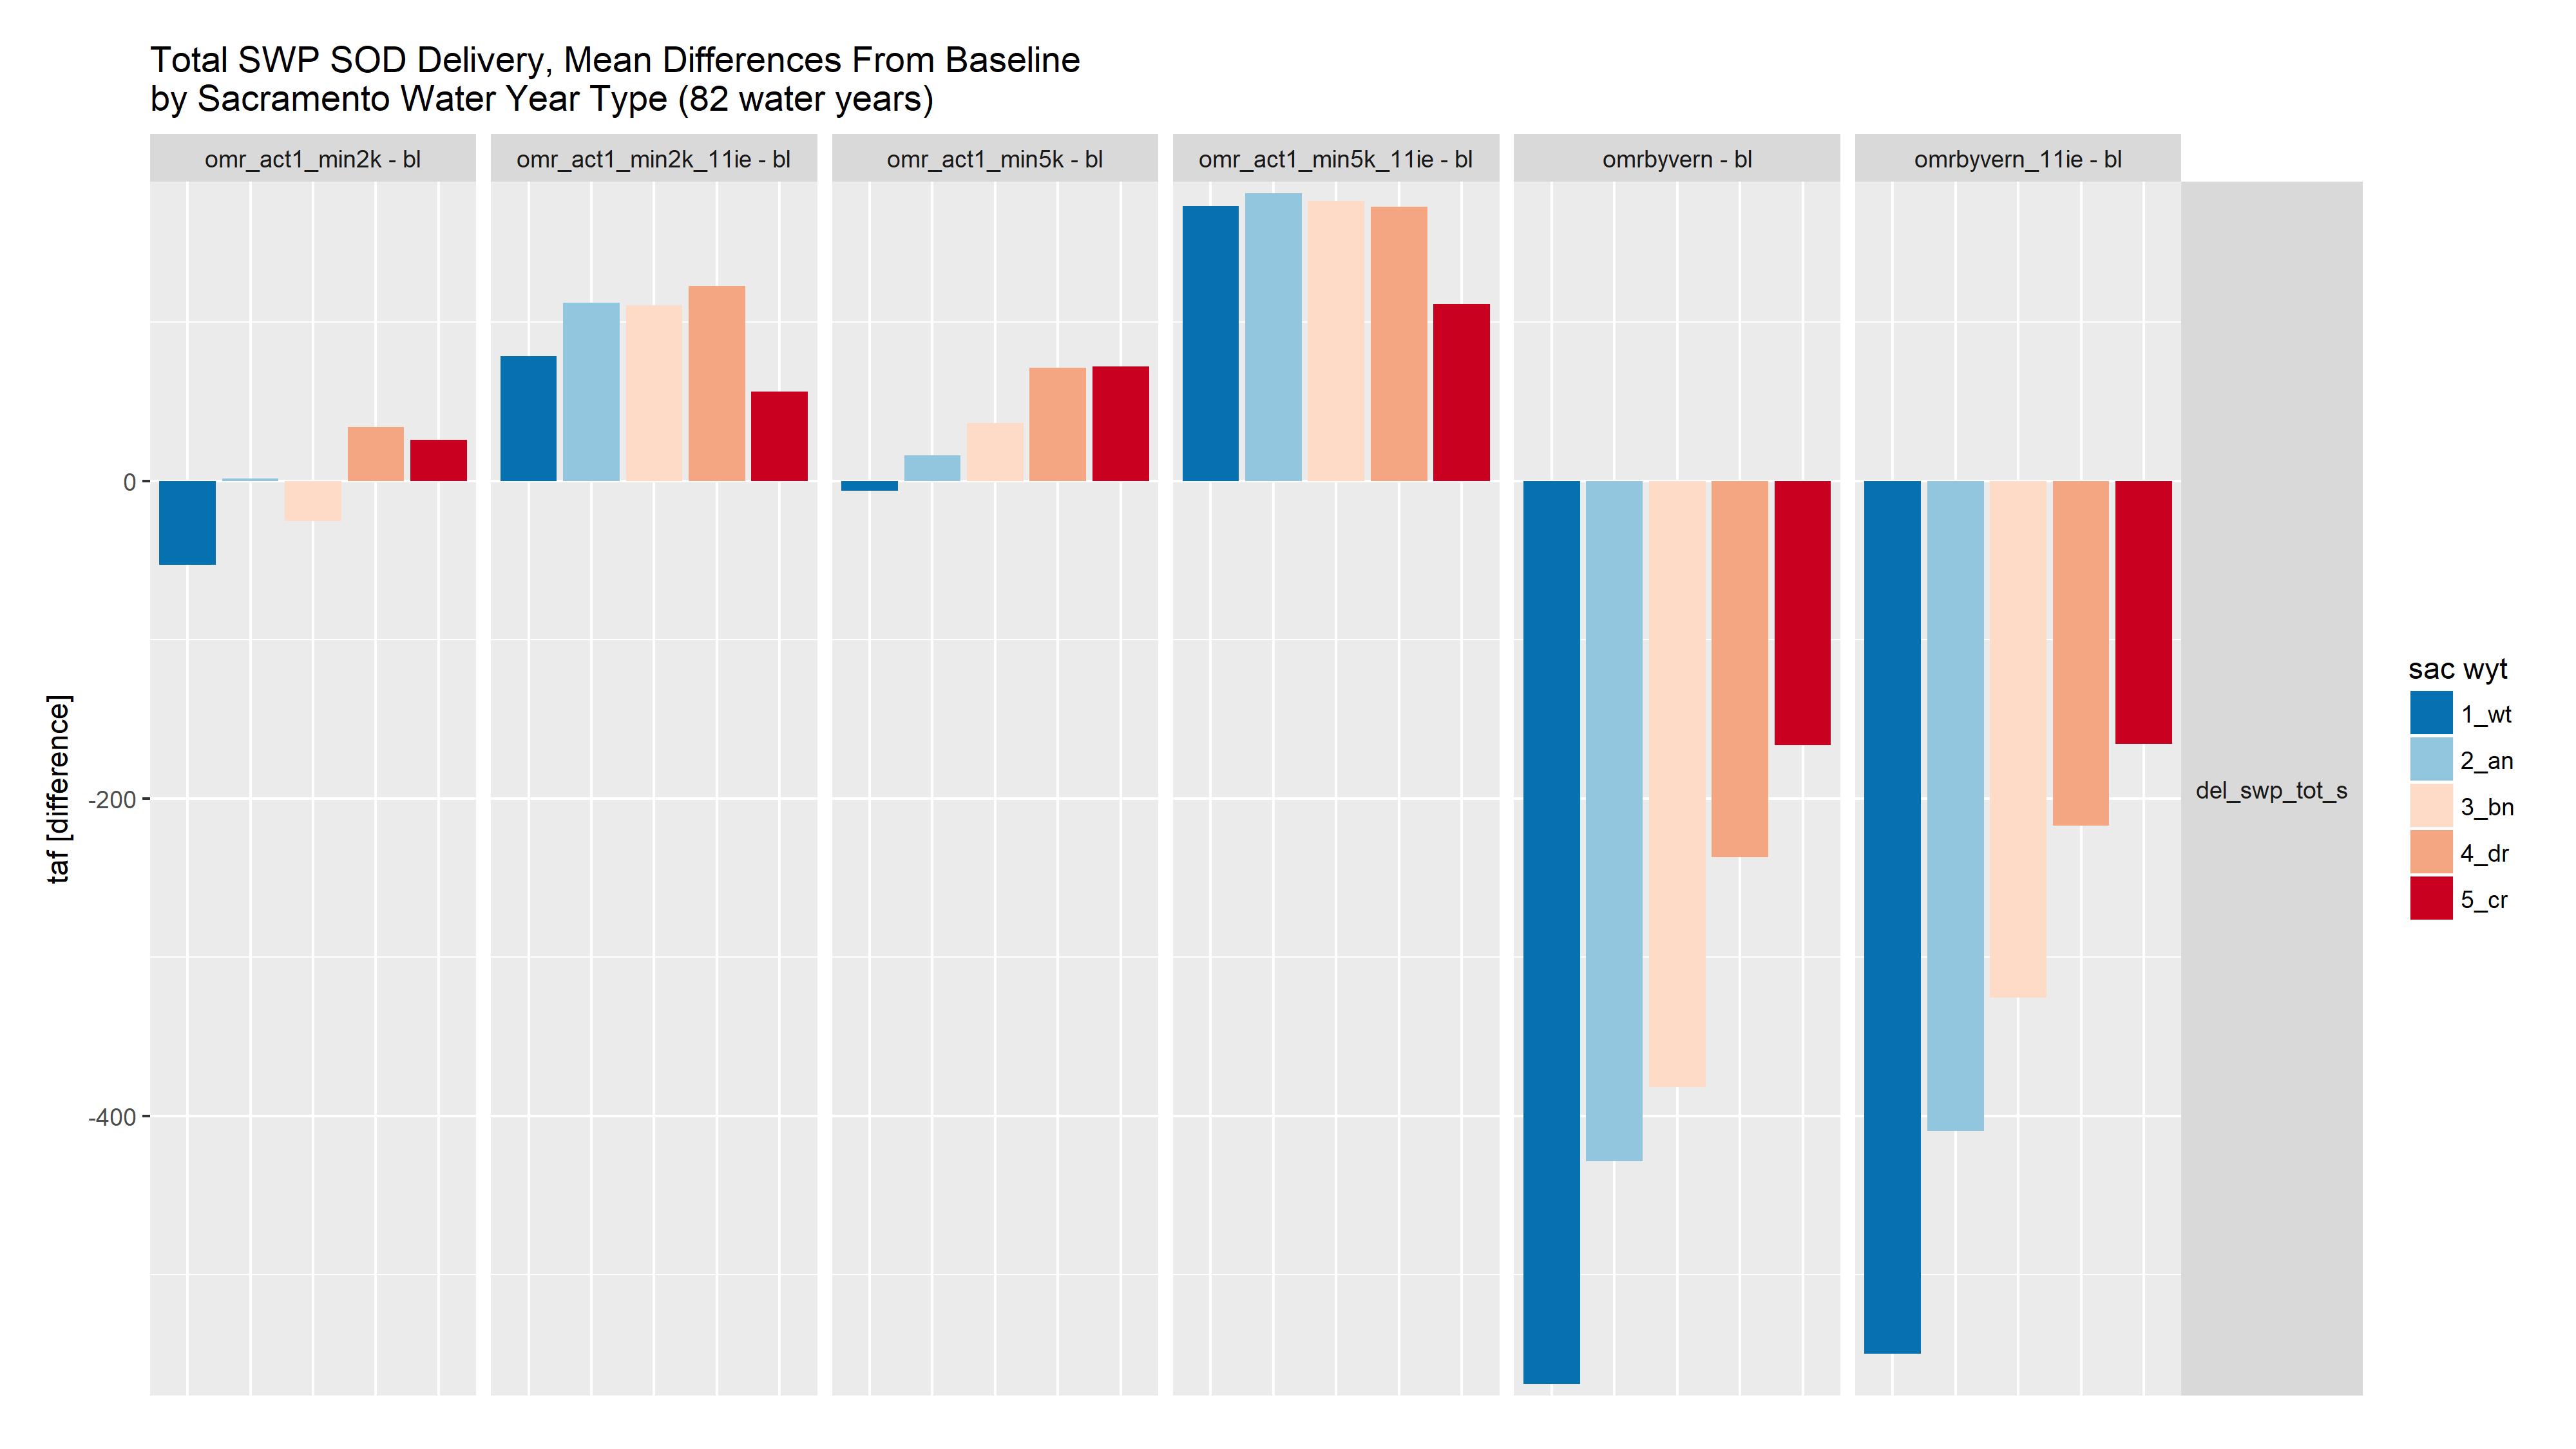 Total SWP SOD Delivery, Mean Differences From Baseline
by Sacramento Water Year Type (82 water years)
omr_act1_min2k - bl
omr_act1_min2k_11ie - bl
omr_act1_min5k - bl
omr_act1_min5k_11ie - bl
omrbyvern - bl
omrbyvern_11ie - bl
taf [difference]
0
-200
-400
del_swp_tot_s
sac wyt
1_wt
2_an
3_bn
4_dr
5_cr